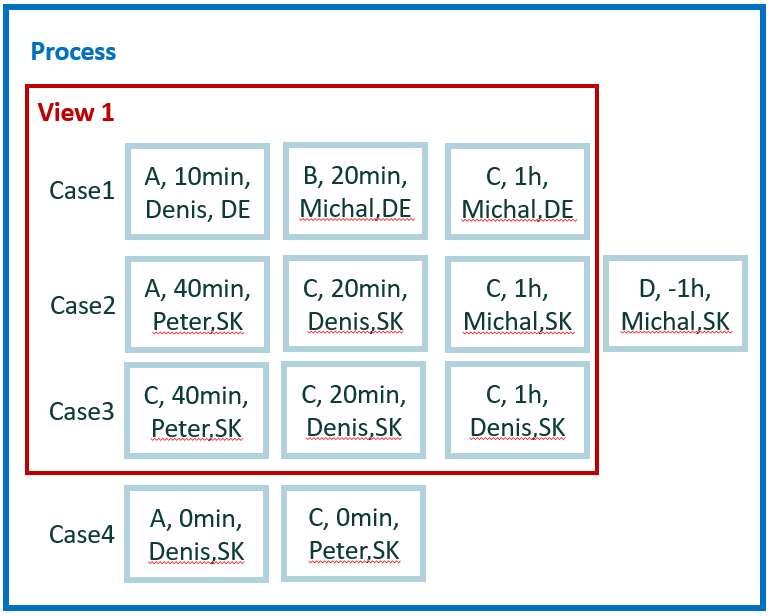 Process
View 1
Case1
A, 10min,
Denis, DE
B, 20min,
Michal,DE
C, 1h,
Michal,DE
Case2
A, 40min,
Peter,SK
C, 20min,
Denis,SK
C, 1h,
Michal,SK
D, -1h,
Michal,SK
Case3
C, 40min,
Peter,SK
C, 20min,
Denis,SK
C, 1h,
Denis,SK
Case4
A, 0min,
Denis,SK
C, 0min,
Peter,SK